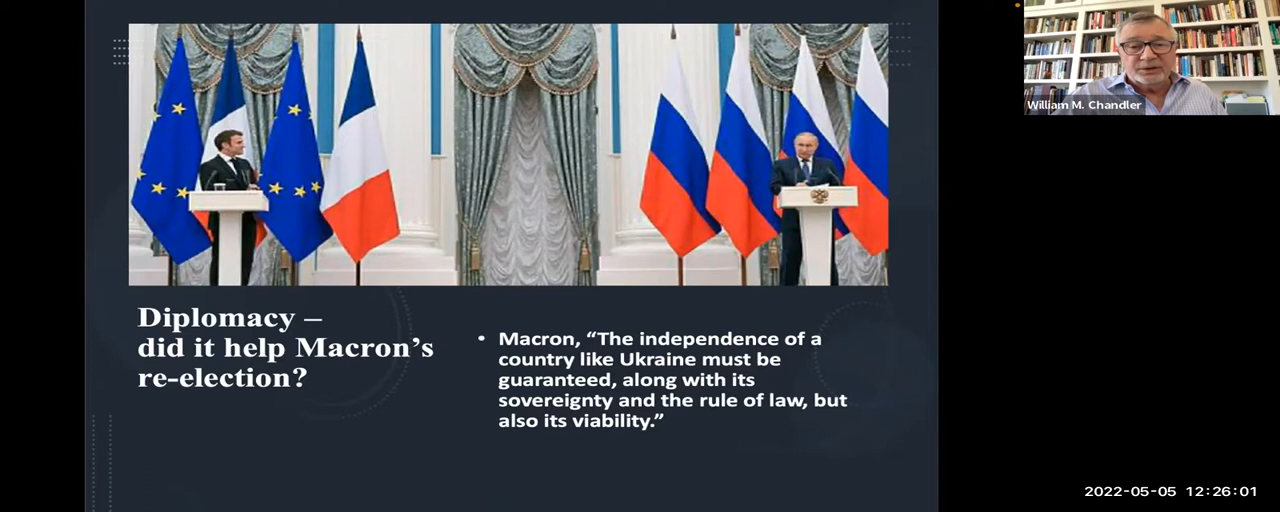 Diplomacy –
did it help Macron's
re-election?
• Macron, “The independence of a
country like Ukraine must be
guaranteed, along with its
sovereignty and the rule of law, but
also its viability.”
William M. Chandler
2022-05-05 12:26:01